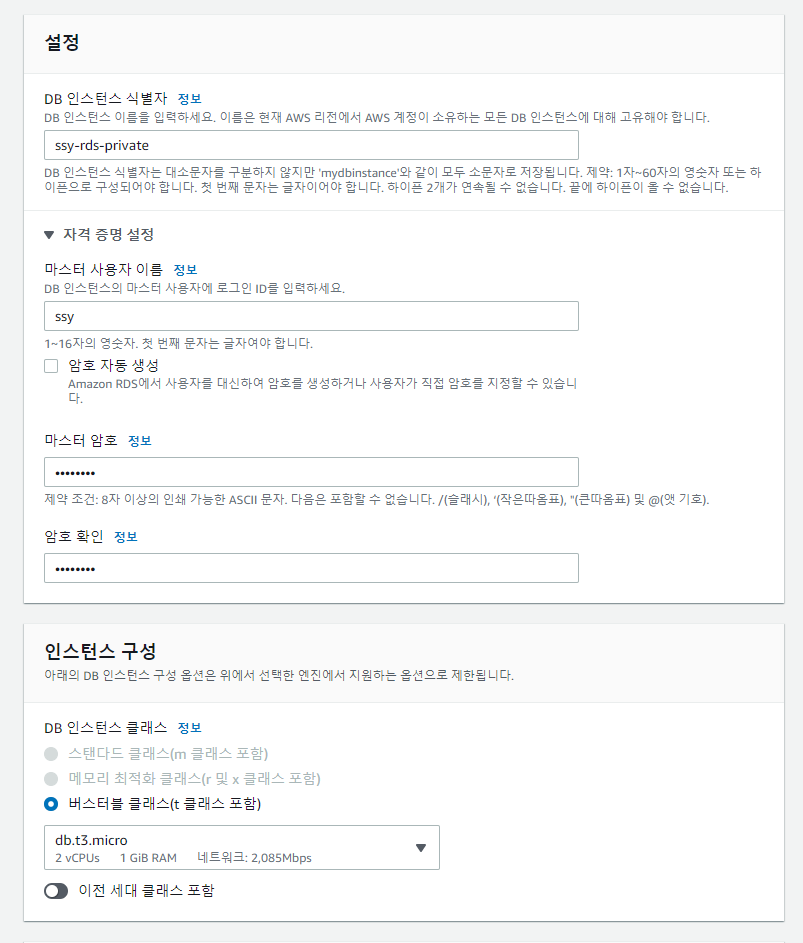 설정
DB 인스턴스 식별자 정보
DB 인스턴스 이름을 입력하세요. 이름은 현재 AWS 리전에서 AWS 계정이 소유하는 모든 DB 인스턴스에 대해 고유해야 합니다.
ssy-rds-private
DB 인스턴스 식별자는 대소문자를 구분하지 않지만 'mydbinstance'와 같이 모두 소문자로 저장됩니다. 제약: 1자~60자의 영숫자 또는 하
이픈으로 구성되어야 합니다. 첫 번째 문자는 글자이어야 합니다. 하이픈 2개가 연속될 수 없습니다. 끝에 하이픈이 올 수 없습니다.
▼ 자격 증명 설정
마스터 사용자 이름 정보
DB 인스턴스의 마스터 사용자에 로그인 ID를 입력하세요.
ssy
1~16자의 영숫자. 첫 번째 문자는 글자여야 합니다.
암호 자동 생성
Amazon RDS에서 사용자를 대신하여 암호를 생성하거나 사용자가 직접 암호를 지정할 수 있습니
다.
마스터 암호 정보
••••••••
제약 조건: 8자 이상의 인쇄 가능한 ASCII 문자. 다음은 포함할 수 없습니다. /(슬래시), '(작은따옴표), "(큰따옴표) 및 @(앳 기호).
암호 확인 정보
••••••••
인스턴스 구성
아래의 DB 인스턴스 구성 옵션은 위에서 선택한 엔진에서 지원하는 옵션으로 제한됩니다.
DB 인스턴스 클래스 정보
스탠다드 클래스(m 클래스 포함)
메모리 최적화 클래스(r 및 x 클래스 포함)
버스터블 클래스(t 클래스 포함)
db.t3.micro
2 vCPUs 1 GiB RAM 네트워크: 2,085Mbps
이전 세대 클래스 포함